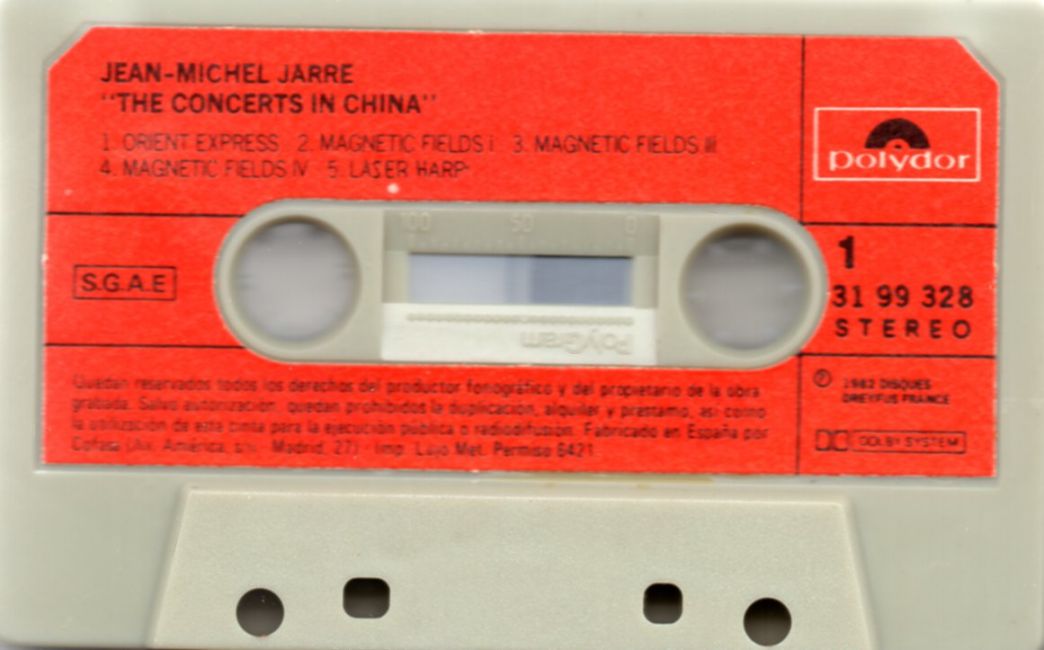 JEAN-MICHEL JARRE
"THE CONCERTS IN CHINA"
1. ORIENT EXPRESS 2. MAGNETIC FIELDS I 3. MAGNETIC FIELDS III
4. MAGNETIC FIELDS IV 5. LASER HARP
polydor
100 50 0
S.G.A.E
1
31 99 328
STEREO
PolyGram
Quedan reservados todos los derechos del productor fonográfico y del propietario de la obra
grabada. Salvo autorización, quedan prohibidos la duplicación, alquiler y préstamo, así como
la utilización de esta cinta para la ejecución pública o radiodifusión. Fabricado en España por
Cofasa (Av. América, s/n. Madrid, 27) Imp. Lujo Met. Permiso 6421
℗ 1982 DISQUES
DREYFUS FRANCE
DOLBY SYSTEM